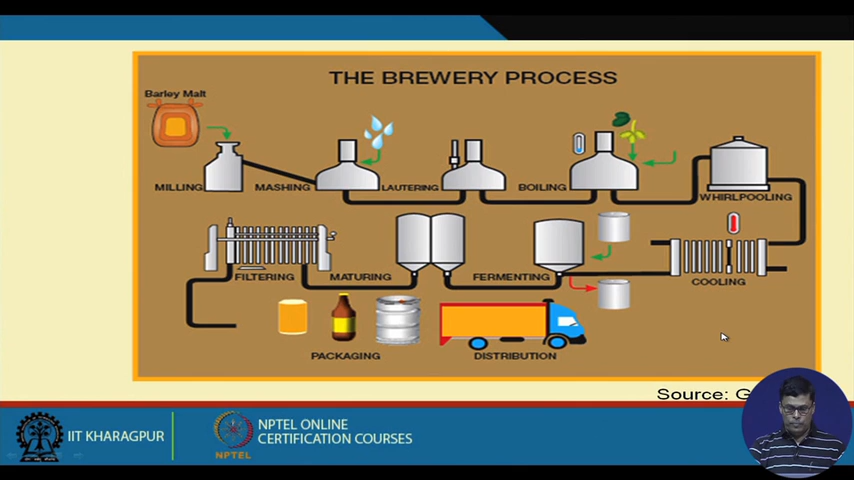 THE BREWERY PROCESS
Barley Malt
MILLING
MASHING
LAUTERING
BOILING
WHIRLPOOLING
FILTERING
MATURING
FERMENTING
COOLING
PACKAGING
DISTRIBUTION
Source:
IIT KHARAGPUR
NPTEL
NPTEL ONLINE
CERTIFICATION COURSES